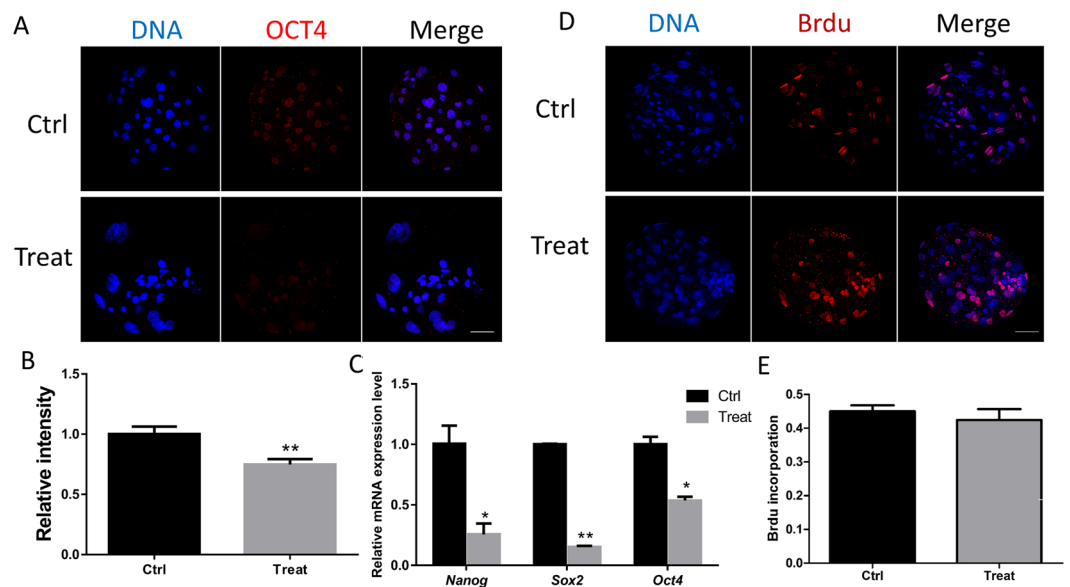 A
DNA OCT4 Merge
Ctrl
Treat
D
DNA Brdu Merge
Ctrl
Treat
B
Relative intensity
1.5
1.0
0.5
0.0
**
Ctrl Treat
C
Relative mRNA expression level
1.5
1.0
0.5
0.0
Ctrl
Treat
*
**
*
Nanog Sox2 Oct4
E
Brdu incorporation
0.5
0.4
0.3
0.2
0.1
0.0
Ctrl Treat